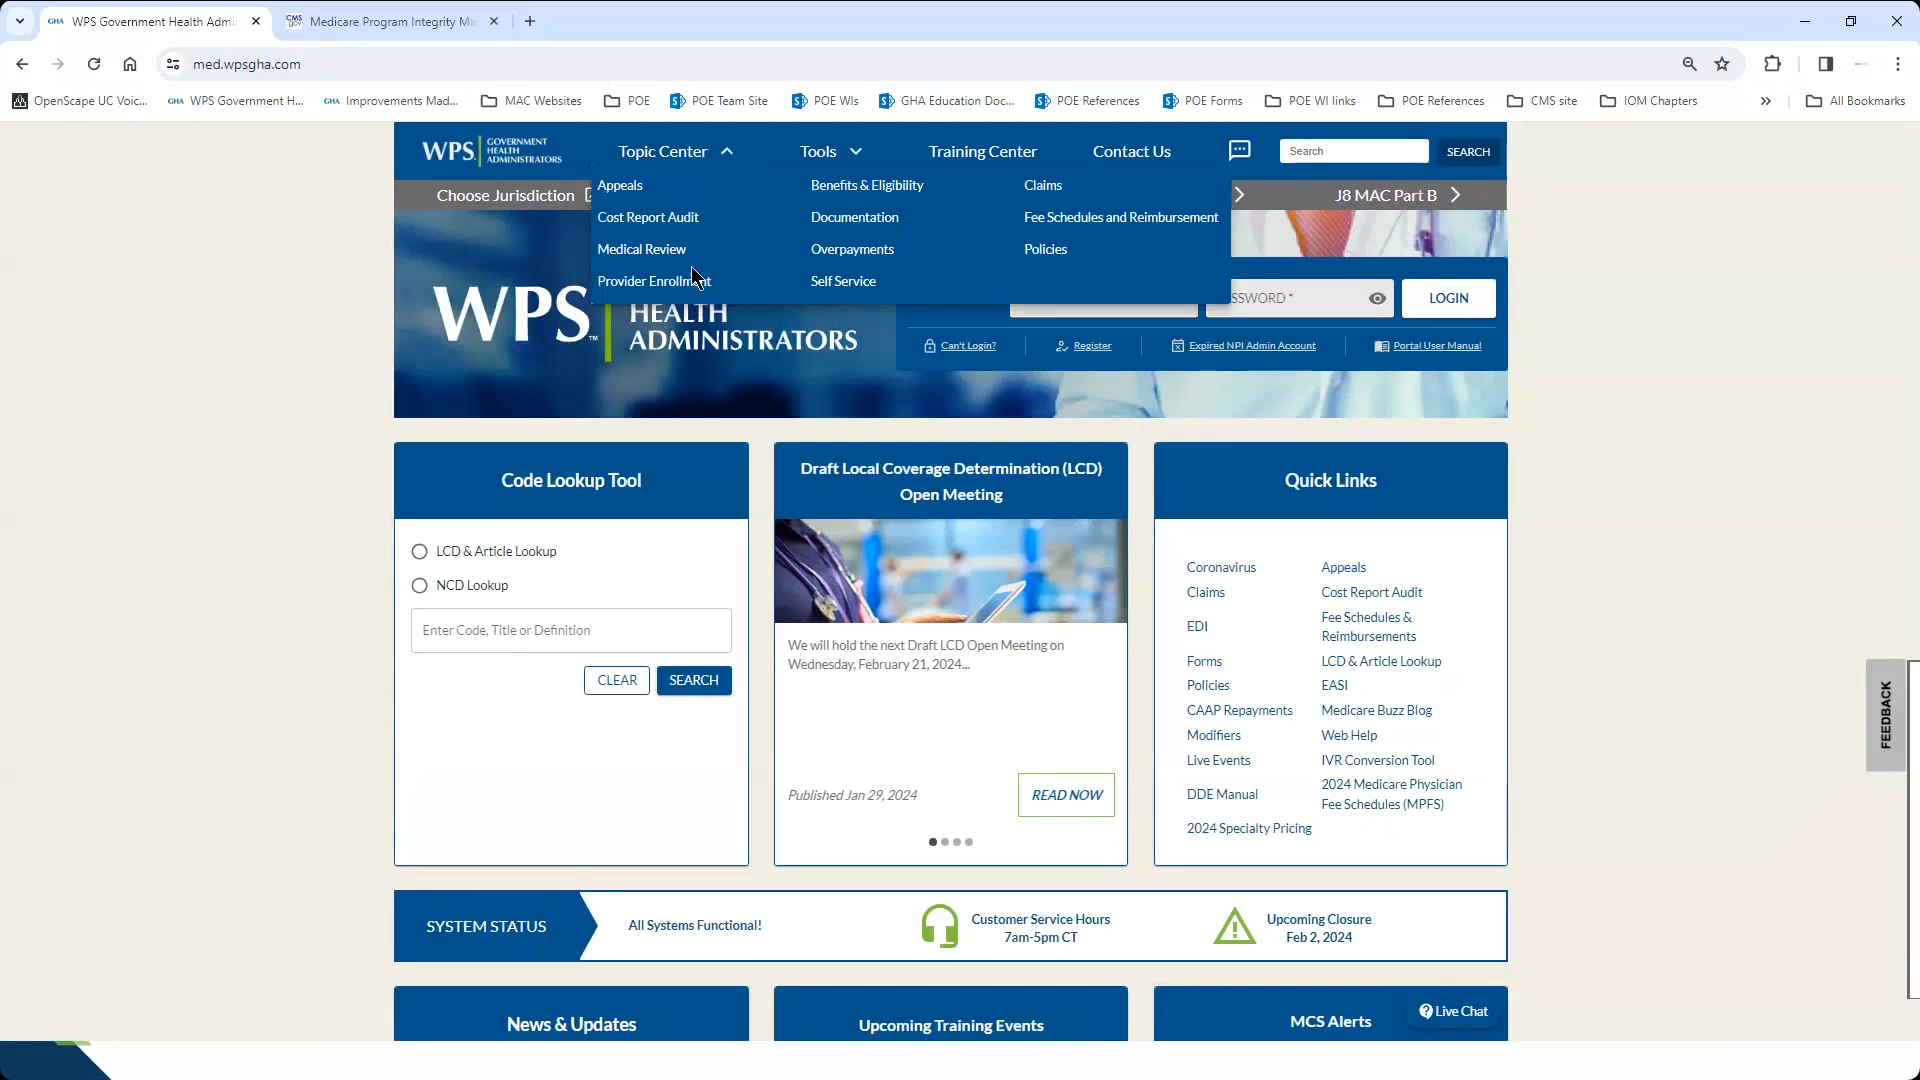 GHA WPS Government Health Admi
CMS.gov Medicare Program Integrity Ma
med.wpsgha.com
OpenScape UC Voic...
GHA WPS Government H...
GHA Improvements Mad...
MAC Websites
POE
POE Team Site
POE WIs
GHA Education Doc...
POE References
POE Forms
POE WI links
POE References
CMS site
IOM Chapters
All Bookmarks
WPS. GOVERNMENT
HEALTH
ADMINISTRATORS
Topic Center
Tools
Training Center
Contact Us
Search
SEARCH
Choose Jurisdiction
J8 MAC Part B
Appeals
Benefits & Eligibility
Claims
Cost Report Audit
Documentation
Fee Schedules and Reimbursement
Medical Review
Overpayments
Policies
Provider Enrollment
Self Service
WPS™
HEALTH
ADMINISTRATORS
SSWORD *
LOGIN
Can't Login?
Register
Expired NPI Admin Account
Portal User Manual
Code Lookup Tool
LCD & Article Lookup
NCD Lookup
Enter Code, Title or Definition
CLEAR
SEARCH
Draft Local Coverage Determination (LCD)
Open Meeting
We will hold the next Draft LCD Open Meeting on
Wednesday, February 21, 2024...
Published Jan 29, 2024
READ NOW
Quick Links
Coronavirus
Appeals
Claims
Cost Report Audit
EDI
Fee Schedules &
Reimbursements
Forms
LCD & Article Lookup
Policies
EASI
CAAP Repayments
Medicare Buzz Blog
Modifiers
Web Help
Live Events
IVR Conversion Tool
DDE Manual
2024 Medicare Physician
Fee Schedules (MPFS)
2024 Specialty Pricing
FEEDBACK
SYSTEM STATUS
All Systems Functional!
Customer Service Hours
7am-5pm CT
Upcoming Closure
Feb 2, 2024
News & Updates
Upcoming Training Events
MCS Alerts
Live Chat